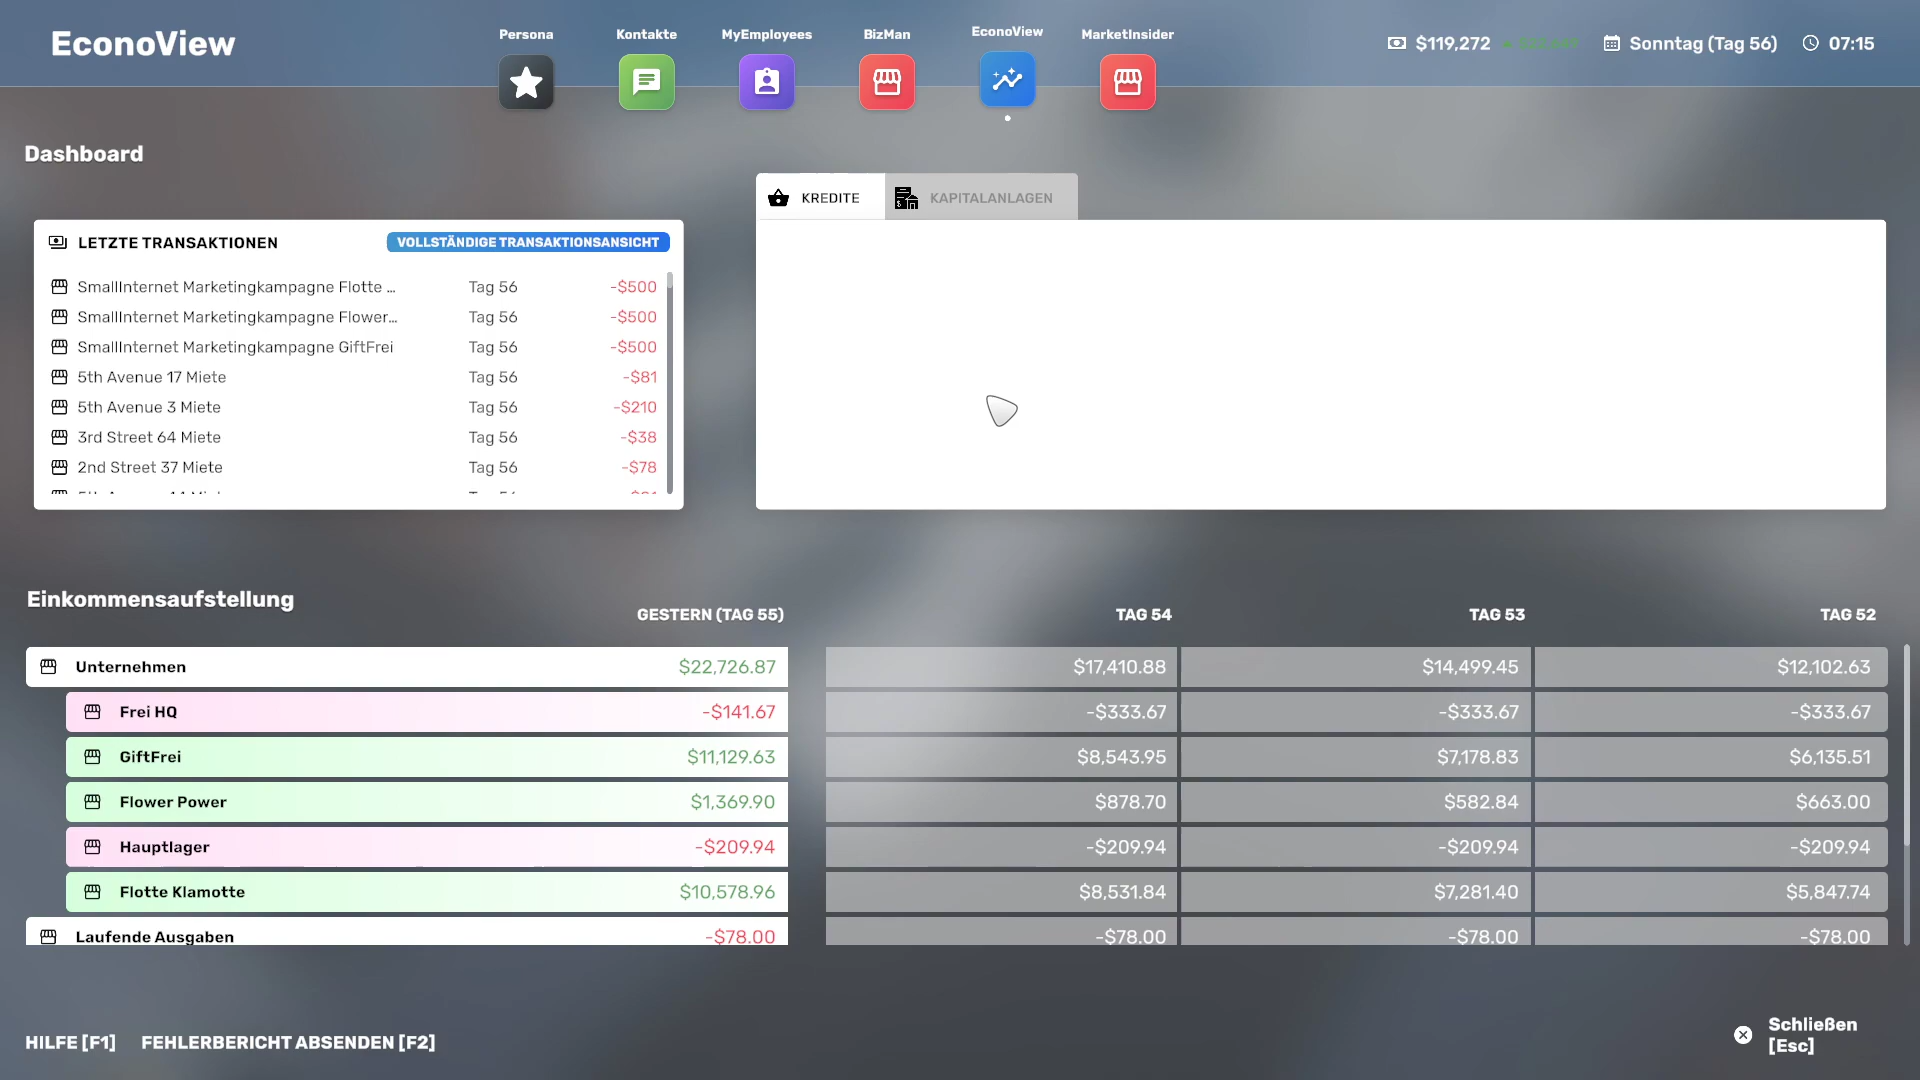 EconoView
Persona
Kontakte
MyEmployees
BizMan
EconoView
MarketInsider
$119,272
Sonntag (Tag 56)
07:15
Dashboard
KREDITE
KAPITALANLAGEN
LETZTE TRANSAKTIONEN
VOLLSTÄNDIGE TRANSAKTIONSANSICHT
SmallInternet Marketingkampagne Flotte ... Tag 56 -$500
SmallInternet Marketingkampagne Flower... Tag 56 -$500
SmallInternet Marketingkampagne GiftFrei Tag 56 -$500
5th Avenue 17 Miete Tag 56 -$81
5th Avenue 3 Miete Tag 56 -$210
3rd Street 64 Miete Tag 56 -$38
2nd Street 37 Miete Tag 56 -$78
Einkommensaufstellung
GESTERN (TAG 55) TAG 54 TAG 53 TAG 52
Unternehmen $22,726.87 $17,410.88 $14,499.45 $12,102.63
Frei HQ -$141.67 -$333.67 -$333.67 -$333.67
GiftFrei $11,129.63 $8,543.95 $7,178.83 $6,135.51
Flower Power $1,369.90 $878.70 $582.84 $663.00
Hauptlager -$209.94 -$209.94 -$209.94 -$209.94
Flotte Klamotte $10,578.96 $8,531.84 $7,281.40 $5,847.74
Laufende Ausgaben -$78.00 -$78.00 -$78.00 -$78.00
HILFE [F1] FEHLERBERICHT ABSENDEN [F2]
Schließen
[Esc]